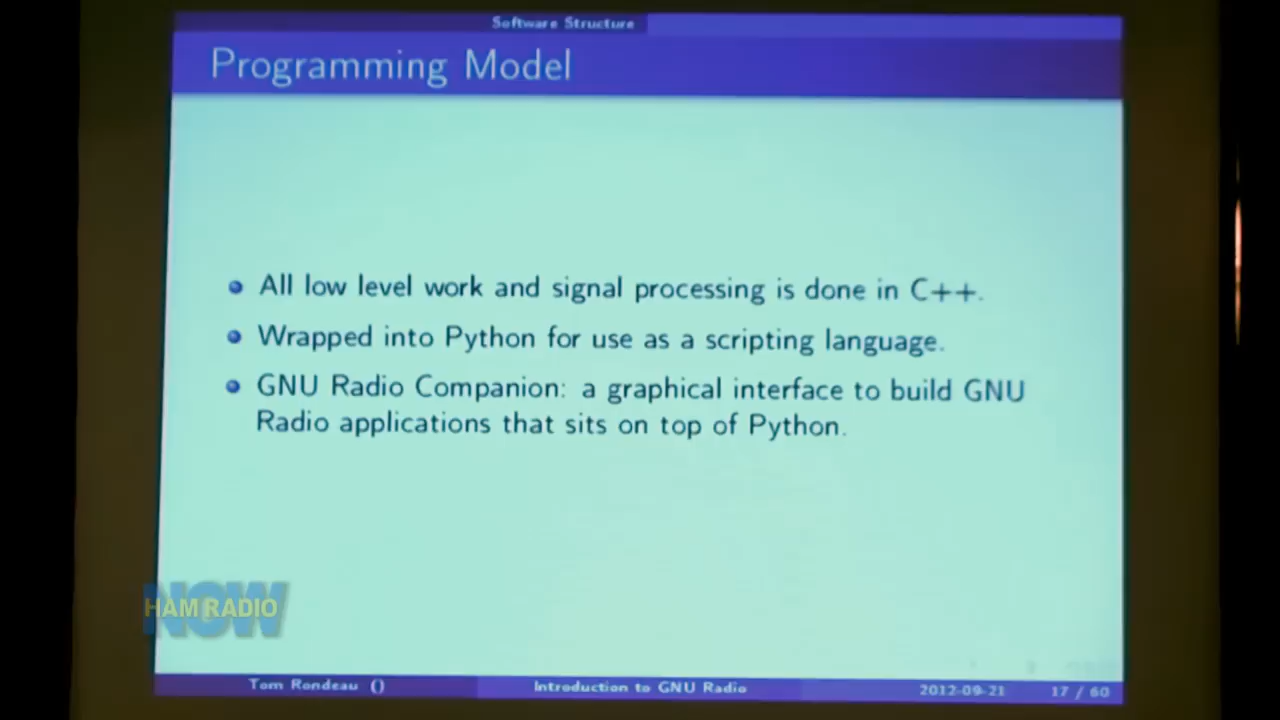 Software Structure
Programming Model
All low level work and signal processing is done in C++.
Wrapped into Python for use as a scripting language.
GNU Radio Companion: a graphical interface to build GNU
Radio applications that sits on top of Python.
NOW
HAM RADIO
Tom Rondeau () Introduction to GNU Radio 2012-09-21 17 / 60